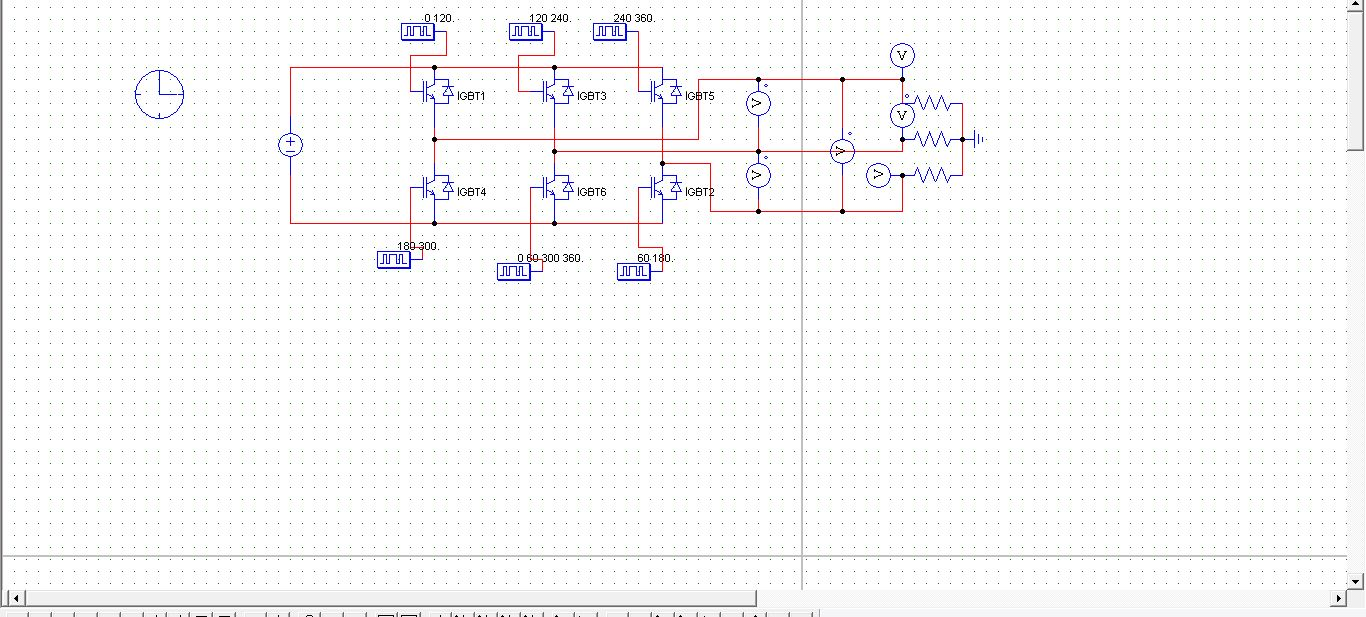 0 120.
120 240.
240 360.
V
IGBT1
IGBT3
IGBT5
V
V
V
V
V
V
IGBT4
IGBT6
IGBT2
180 300.
0 60 300 360.
60 180.